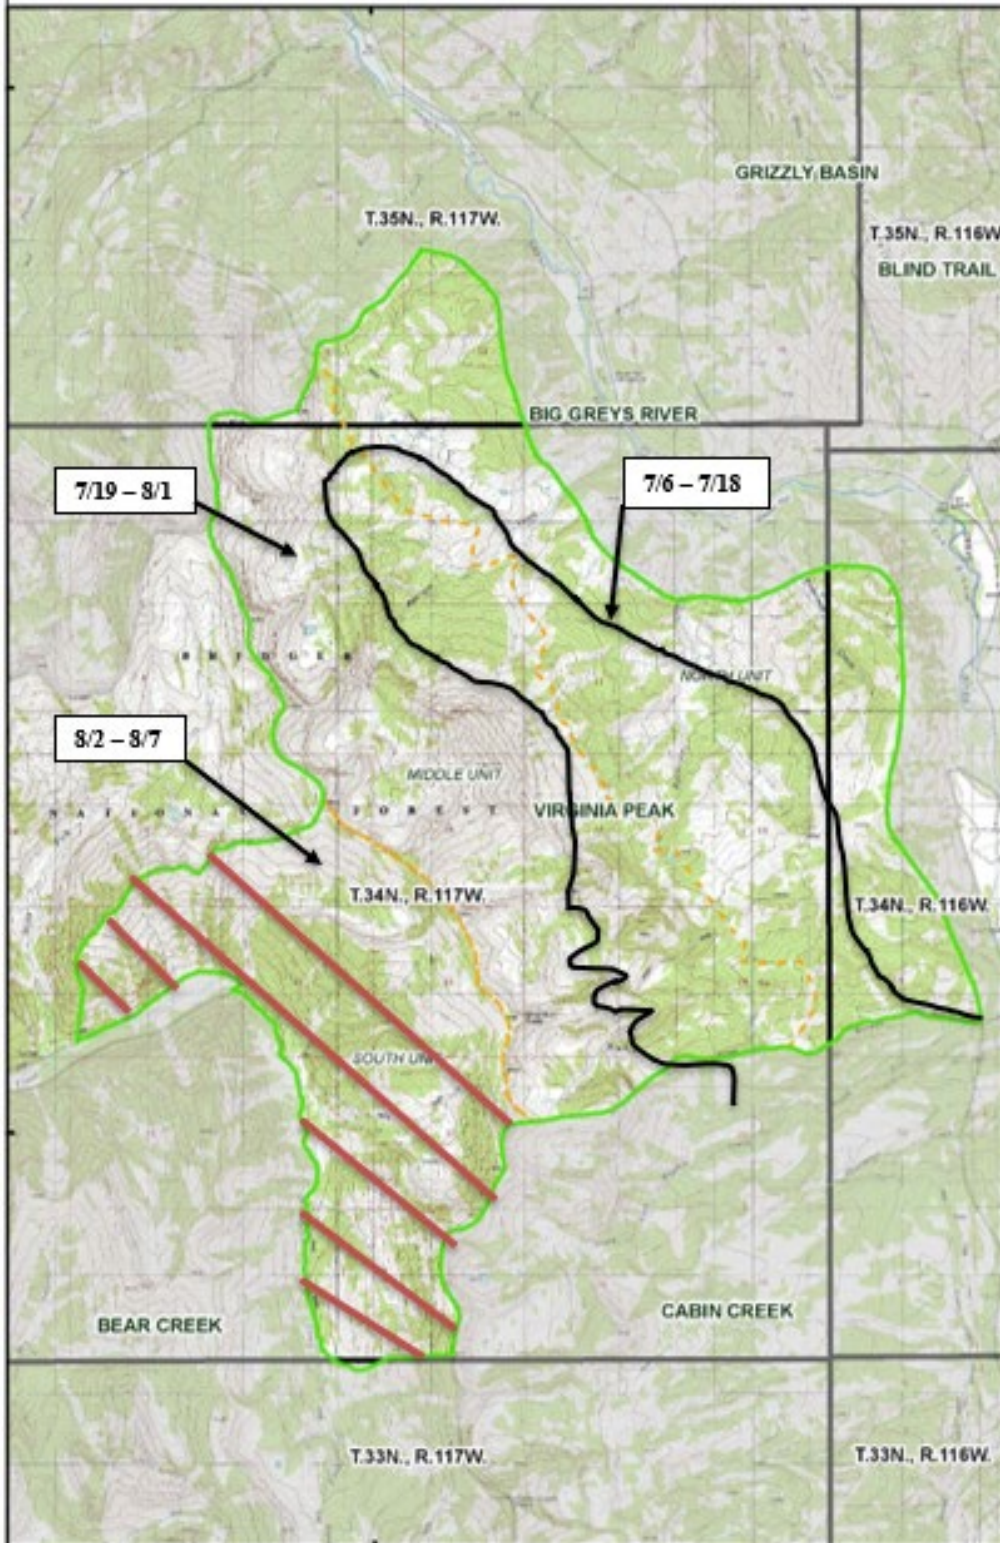 GRIZZLY BASIN
T.35N., R.117W.
T.35N., R.116W
BLIND TRAIL
BIG GREYS RIVER
7/19 – 8/1
7/6 – 7/18
B R I D G E R
NORTH UNIT
8/2 – 8/7
MIDDLE UNIT
N A T I O N A L F O R E S T
VIRGINIA PEAK
T.34N., R.117W.
T.34N., R.116W.
SOUTH UNIT
CABIN CREEK
BEAR CREEK
T.33N., R.117W.
T.33N., R.116W.